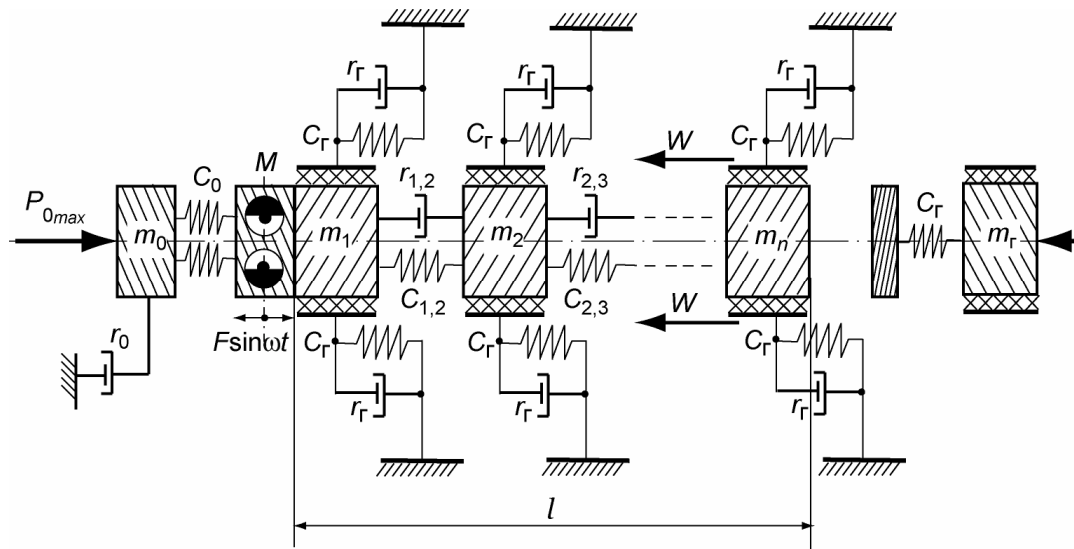 r_Г r_Г r_Г
C_Г C_Г W C_Г
M
C_0 r_{1,2} r_{2,3} C_Г
P_{0max} m_0 m_1 m_2 m_n m_Г
C_{1,2} C_{2,3}
r_0 Fsinωt C_Г C_Г W C_Г
r_Г r_Г r_Г
l